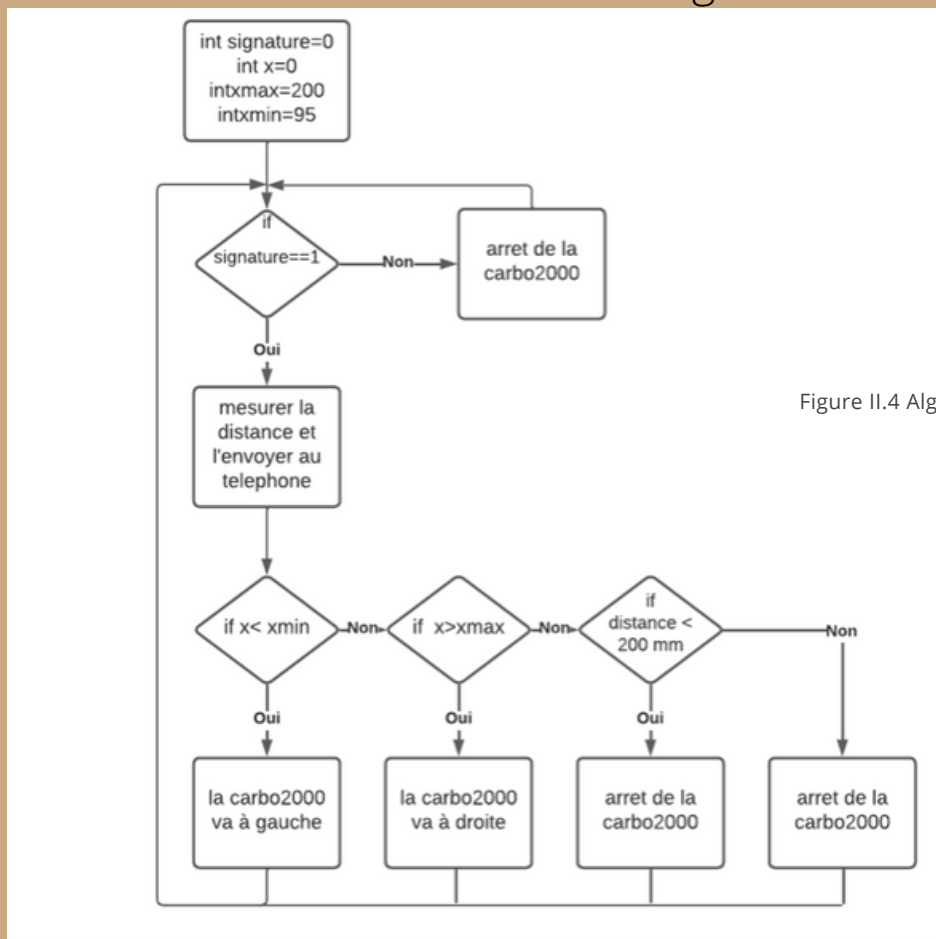 int signature=0
int x=0
intxmax=200
intxmin=95
if
signature==1
Non
arret de la
carbo2000
Oui
mesurer la
distance et
l'envoyer au
telephone
Figure II.4 Alg
if x< xmin
Non
if x>xmax
Non
if
distance <
200 mm
Non
Oui
Oui
Oui
la carbo2000
va à gauche
la carbo2000
va à droite
arret de la
carbo2000
arret de la
carbo2000